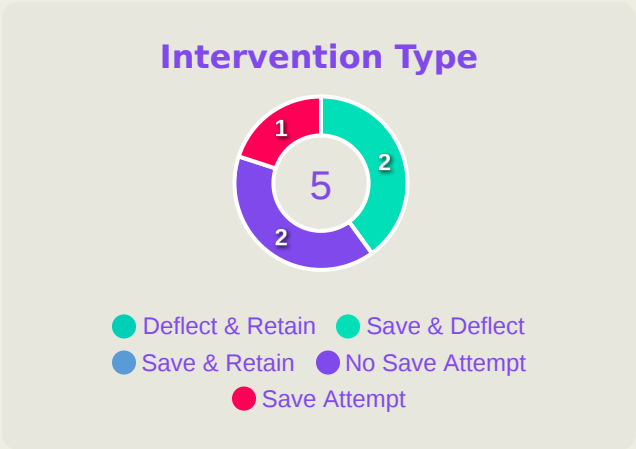 Intervention Type
1
2
5
2
Deflect & Retain Save & Deflect
Save & Retain No Save Attempt
Save Attempt